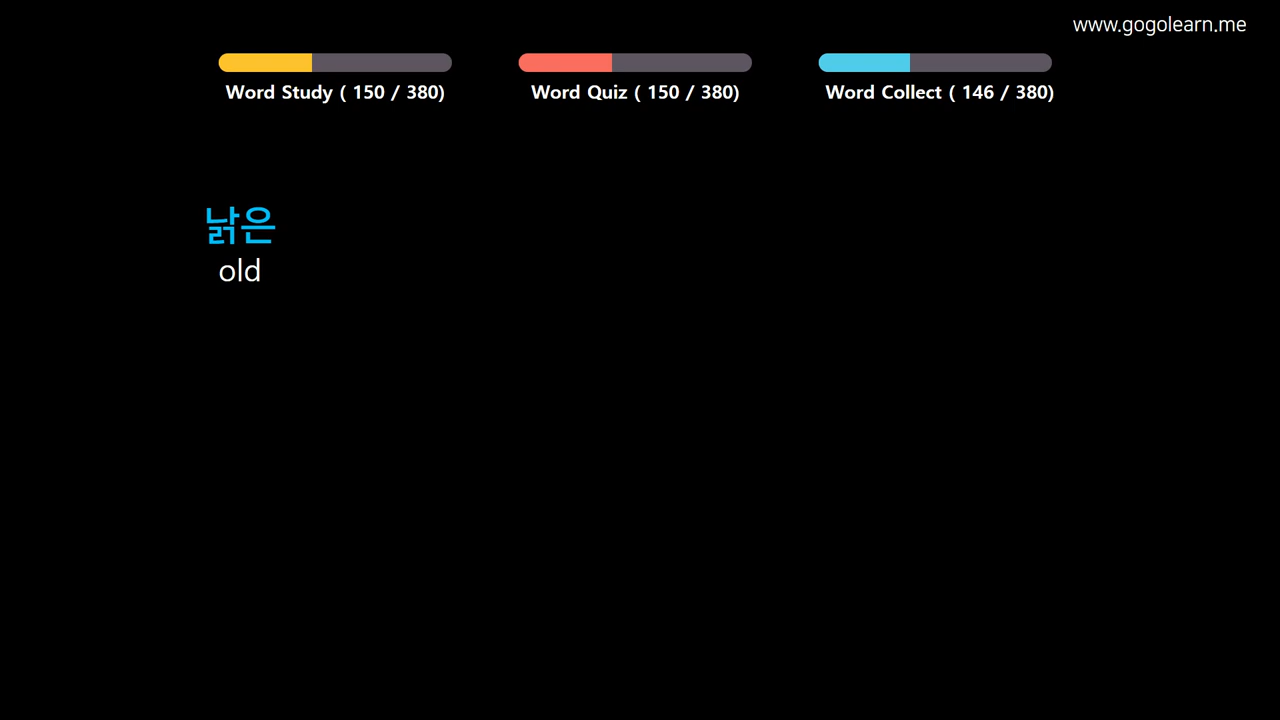 www.gogolearn.me
Word Study ( 150 / 380)
Word Quiz ( 150 / 380)
Word Collect ( 146 / 380)
낡은
old